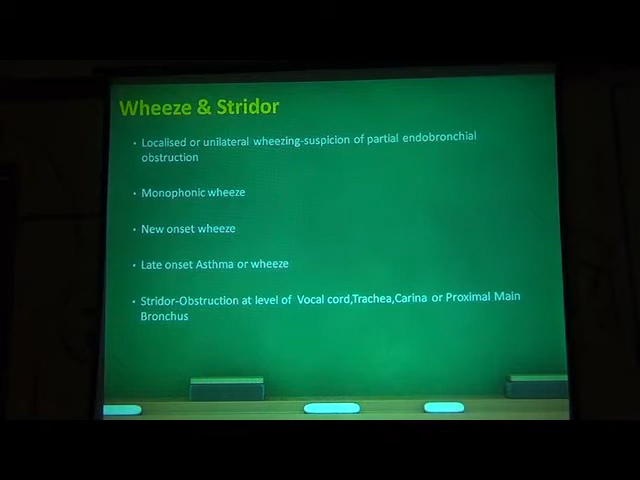 Wheeze & Stridor
• Localised or unilateral wheezing-suspicion of partial endobronchial
obstruction
• Monophonic wheeze
• New onset wheeze
• Late onset Asthma or wheeze
• Stridor-Obstruction at level of Vocal cord,Trachea,Carina or Proximal Main
Bronchus